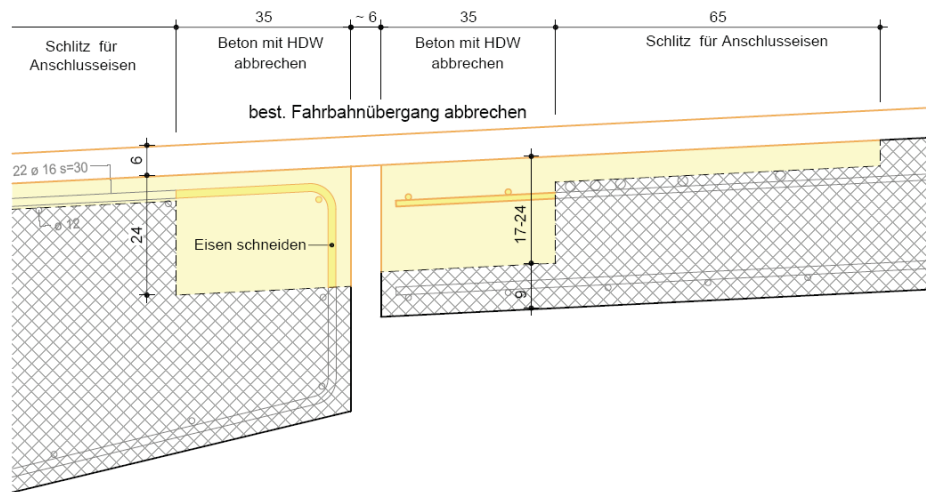 35
~ 6
35
65
Schlitz für
Anschlusseisen
Beton mit HDW
abbrechen
Beton mit HDW
abbrechen
Schlitz für Anschlusseisen
best. Fahrbahnübergang abbrechen
6
22 ø 16 s=30
ø 12
24
Eisen schneiden
17-24
9